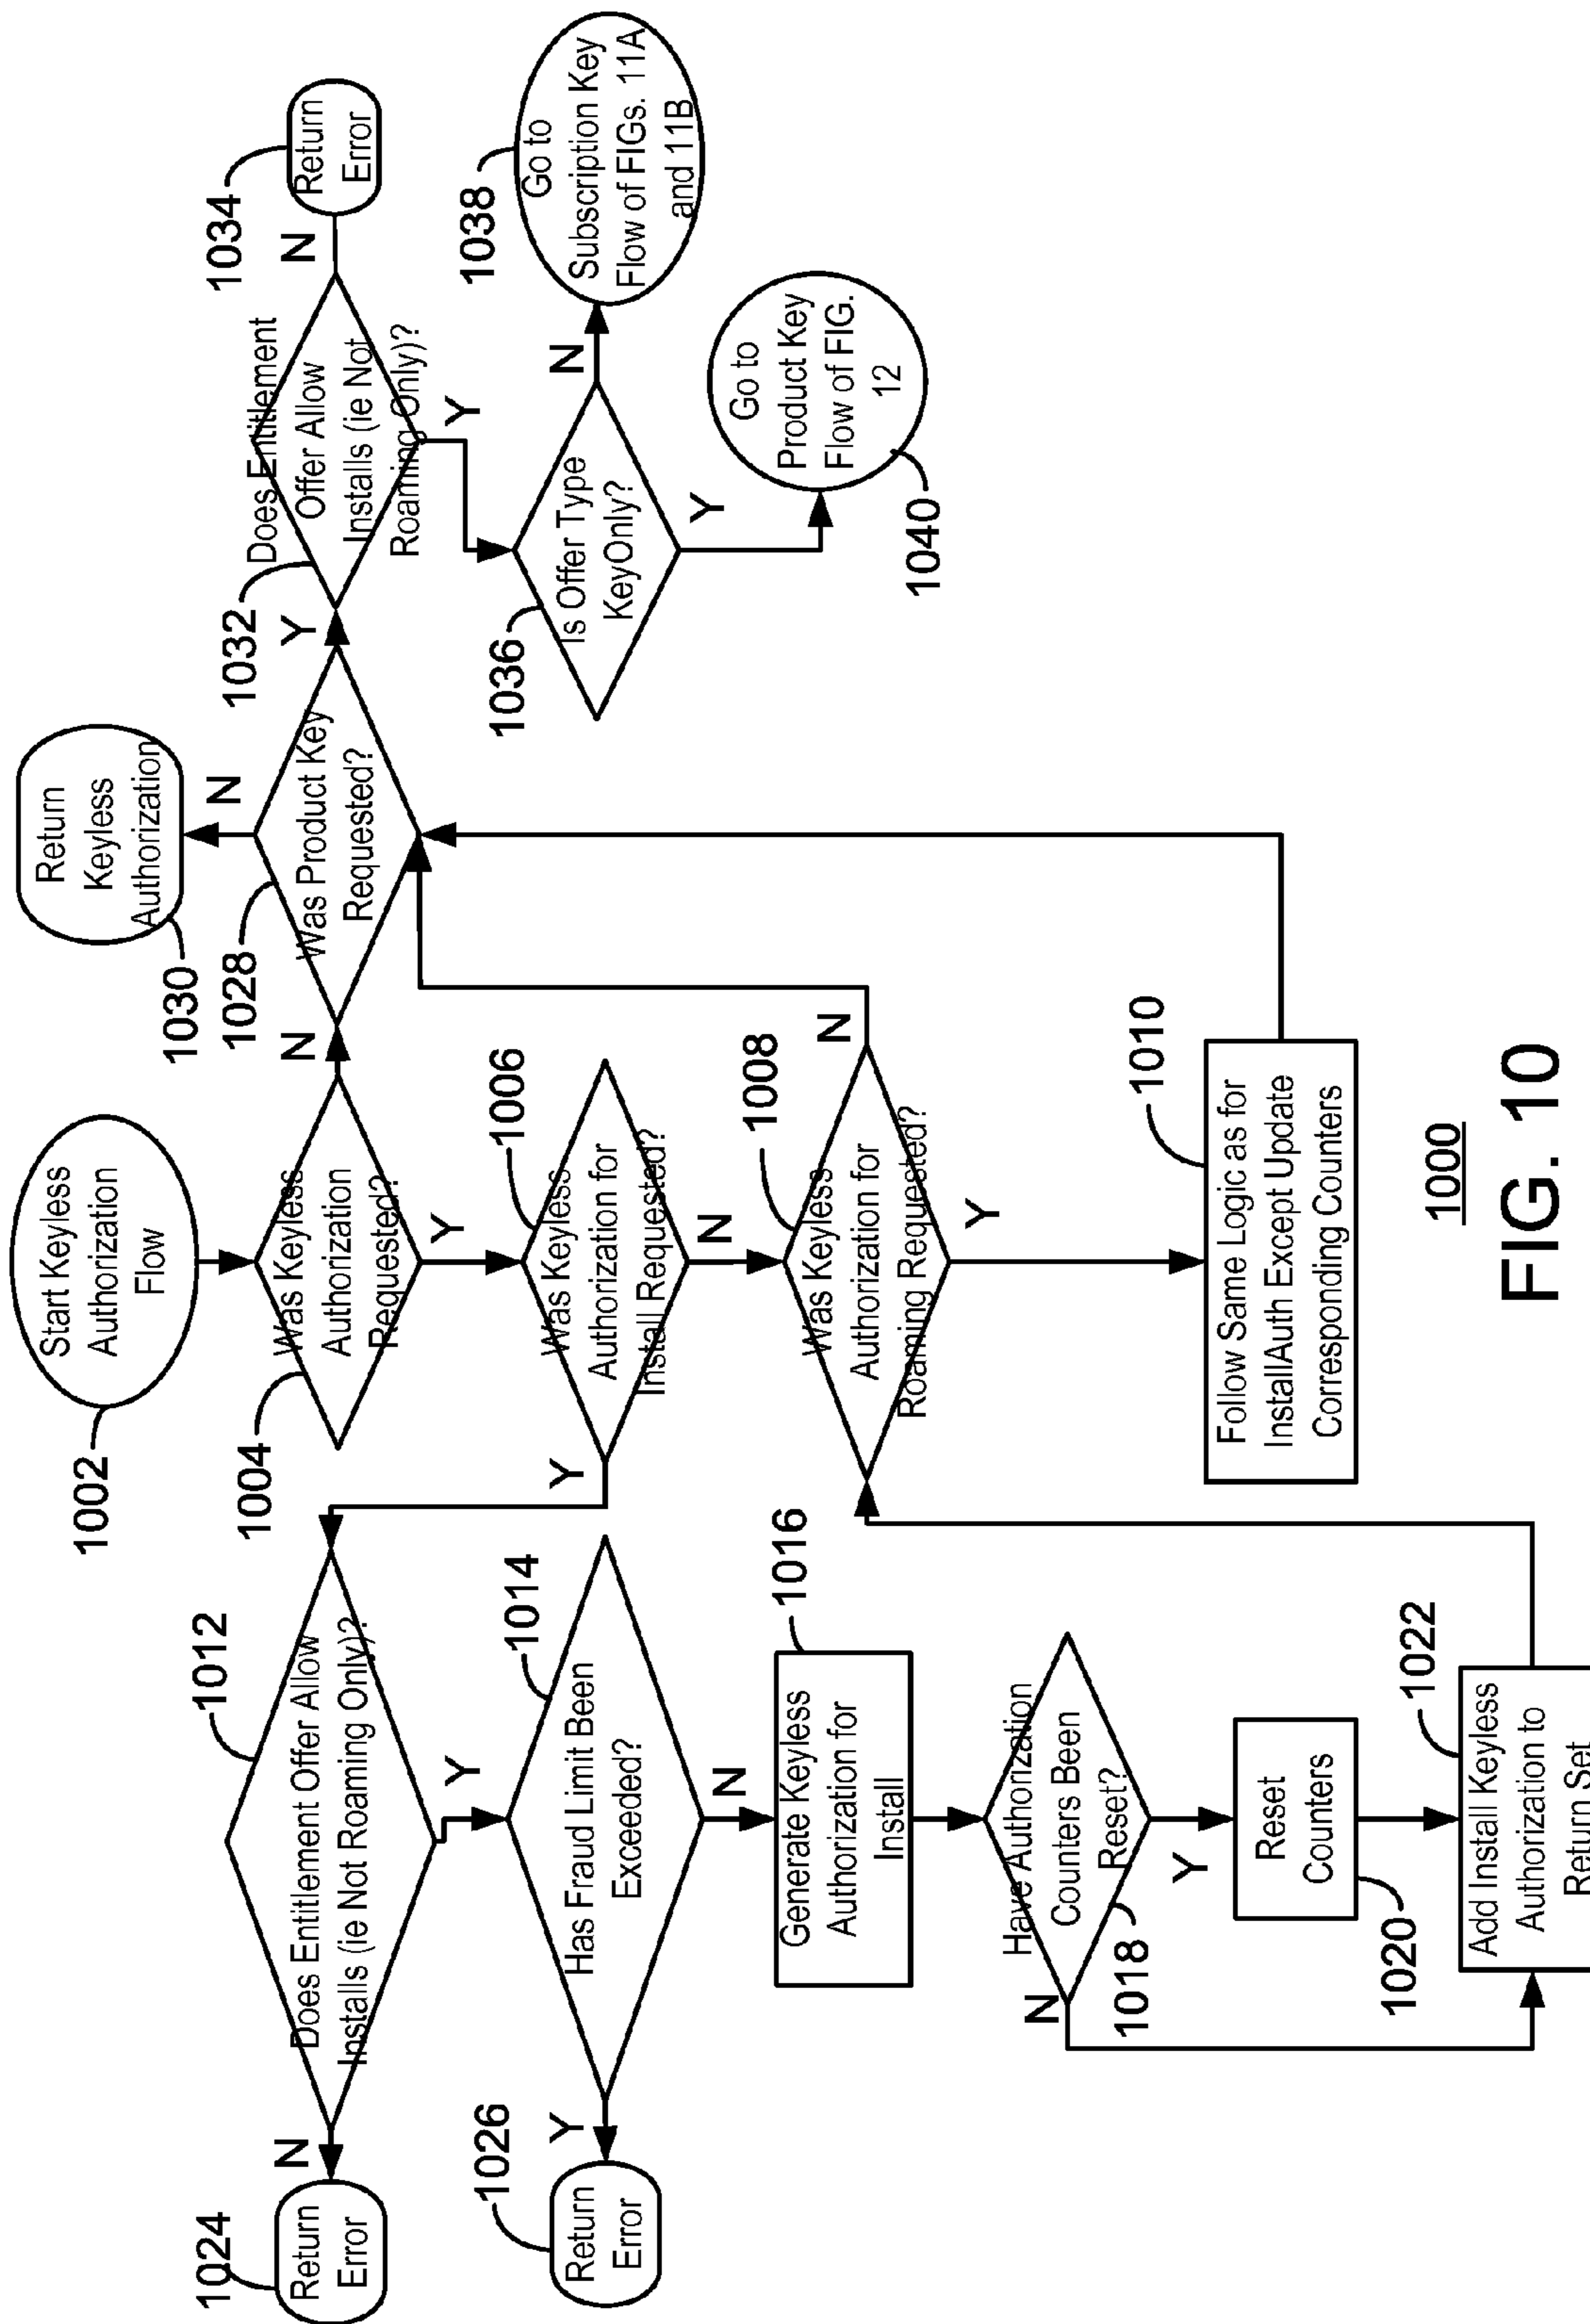 1002
Start Keyless
Authorization
Flow
1004
Was Keyless
Authorization
Requested?
N
Y
1006
Was Keyless
Authorization for
Install Requested?
Y
N
1008
Was Keyless
Authorization for
Roaming Requested?
N
Y
1010
Follow Same Logic as for
InstallAuth Except Update
Corresponding Counters
1012
Does Entitlement Offer Allow
Installs (ie Not Roaming Only)?
N
Y
1024
Return
Error
1014
Has Fraud Limit Been
Exceeded?
Y
N
1026
Return
Error
1016
Generate Keyless
Authorization for
Install
1018
Have Authorization
Counters Been
Reset?
N
Y
1020
Reset
Counters
1022
Add Install Keyless
Authorization to
Return Set
1028
Was Product Key
Requested?
N
Y
1030
Return
Keyless
Authorization
1032
Does Entitlement
Offer Allow
Installs (ie Not
Roaming Only)?
N
Y
1034
Return
Error
1036
Is Offer Type
KeyOnly?
N
Y
1038
Go to
Subscription Key
Flow of FIGs. 11A
and 11B
1040
Go to
Product Key
Flow of FIG.
12
1000
FIG. 10